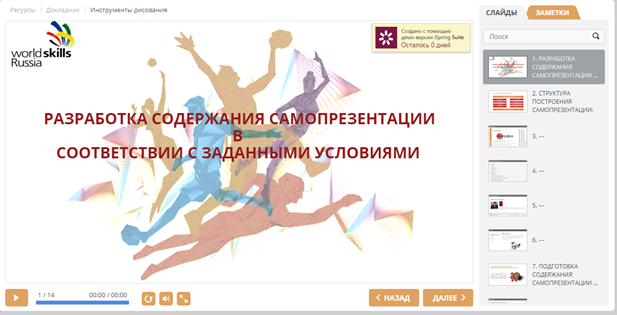 Ресурсы | Докладчик | Инструменты рисования
СЛАЙДЫ
ЗАМЕТКИ
world skills
Russia
Создано с помощью
демо-версии iSpring Suite
Осталось 0 дней
Поиск
РАЗРАБОТКА СОДЕРЖАНИЯ САМОПРЕЗЕНТАЦИИ
В
СООТВЕТСТВИИ С ЗАДАННЫМИ УСЛОВИЯМИ
1. РАЗРАБОТКА
СОДЕРЖАНИЯ
САМОПРЕЗЕНТАЦИИ ...
2. СТРУКТУРА
ПОСТРОЕНИЯ
САМОПРЕЗЕНТАЦИИ:
3. ---
4. ---
5. ---
6. ---
7. ПОДГОТОВКА
СОДЕРЖАНИЯ
САМОПРЕЗЕНТАЦИИ ...
1 / 14
00:00 / 00:00
НАЗАД
ДАЛЕЕ